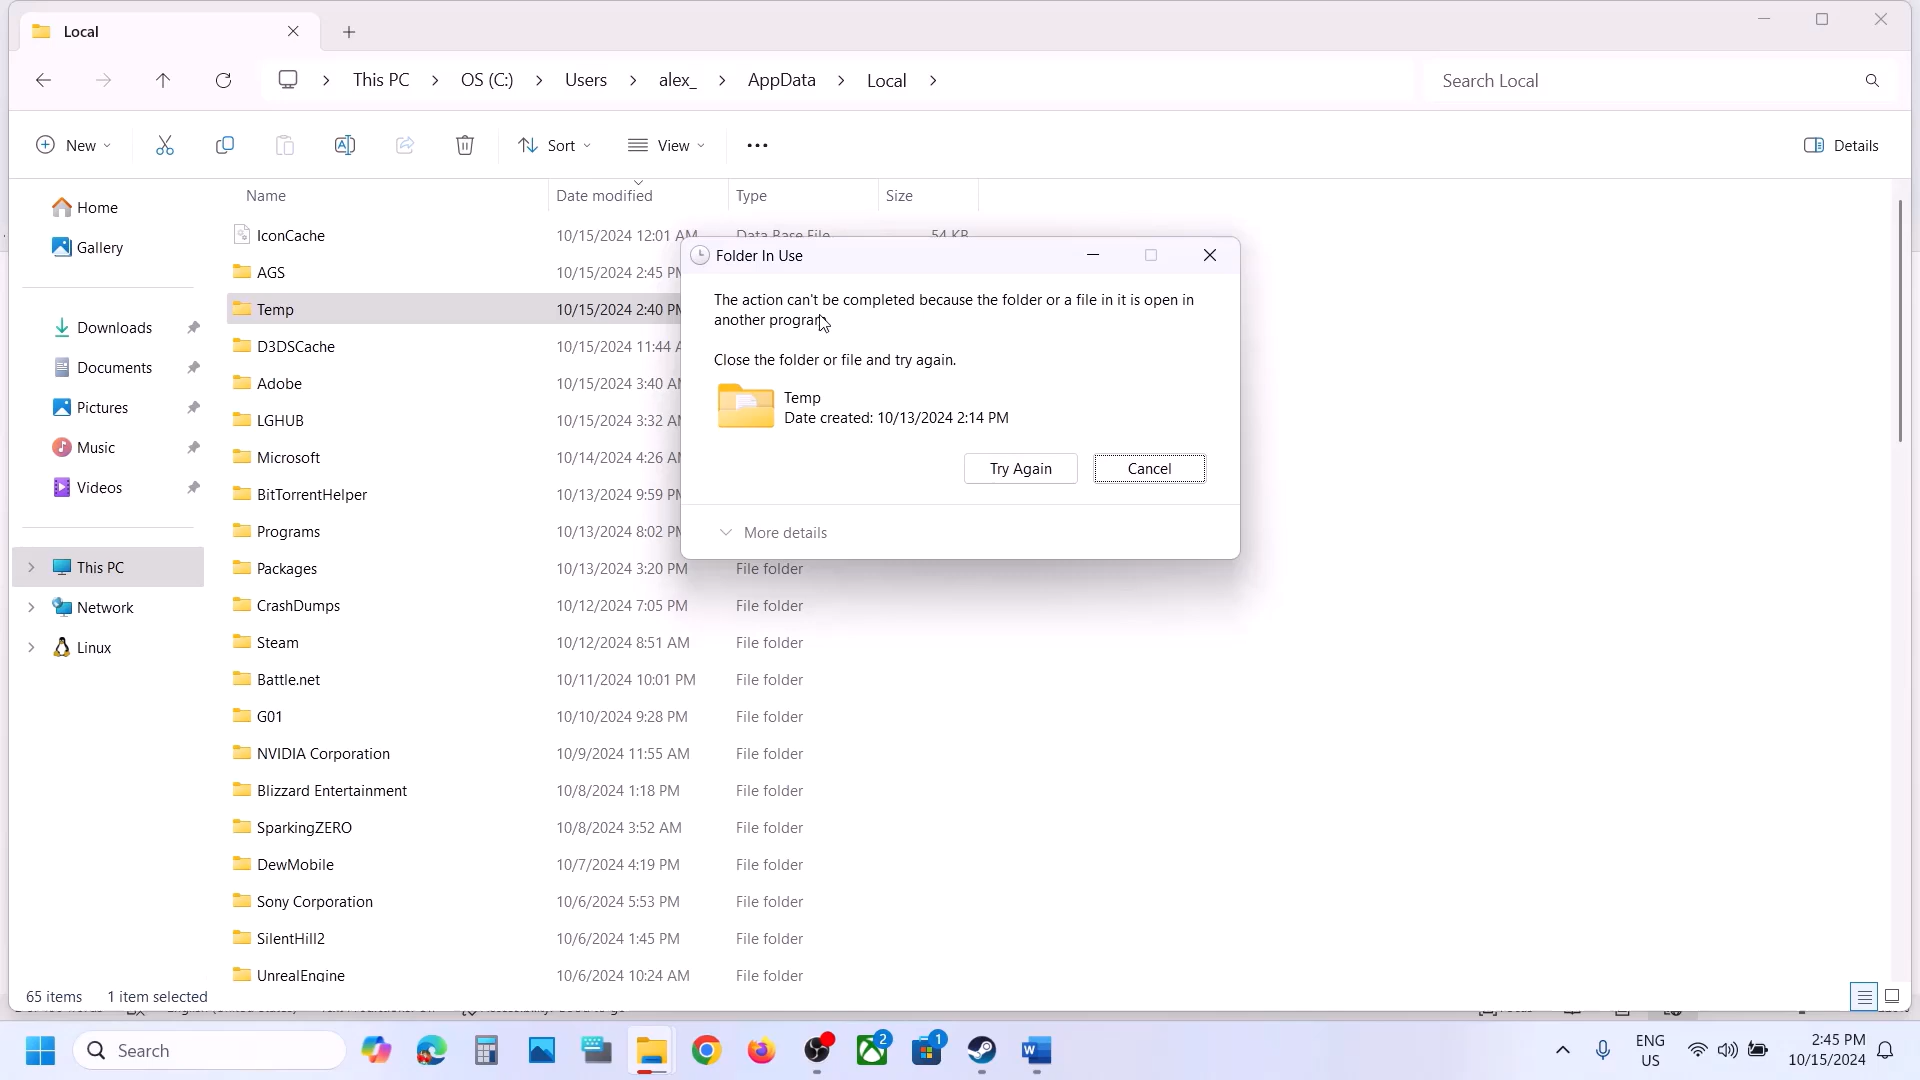 Local
This PC > OS (C:) > Users > alex_ > AppData > Local >
Search Local
New
Sort
View
Details
Name Date modified Type Size
Home
Gallery
Downloads
Documents
Pictures
Music
Videos
This PC
Network
Linux
IconCache 10/15/2024 12:01 AM Data Base File 54 KB
AGS 10/15/2024 2:45 PM
Temp 10/15/2024 2:40 PM
D3DSCache 10/15/2024 11:44 A
Adobe 10/15/2024 3:40 AM
LGHUB 10/15/2024 3:32 AM
Microsoft 10/14/2024 4:26 AM
BitTorrentHelper 10/13/2024 9:59 PM
Programs 10/13/2024 8:02 PM
Packages 10/13/2024 3:20 PM File folder
CrashDumps 10/12/2024 7:05 PM File folder
Steam 10/12/2024 8:51 AM File folder
Battle.net 10/11/2024 10:01 PM File folder
G01 10/10/2024 9:28 PM File folder
NVIDIA Corporation 10/9/2024 11:55 AM File folder
Blizzard Entertainment 10/8/2024 1:18 PM File folder
SparkingZERO 10/8/2024 3:52 AM File folder
DewMobile 10/7/2024 4:19 PM File folder
Sony Corporation 10/6/2024 5:53 PM File folder
SilentHill2 10/6/2024 1:45 PM File folder
UnrealEngine 10/6/2024 10:24 AM File folder
Folder In Use
The action can't be completed because the folder or a file in it is open in
another program
Close the folder or file and try again.
Temp
Date created: 10/13/2024 2:14 PM
Try Again
Cancel
More details
65 items 1 item selected
Search
2
1
ENG
US
2:45 PM
10/15/2024